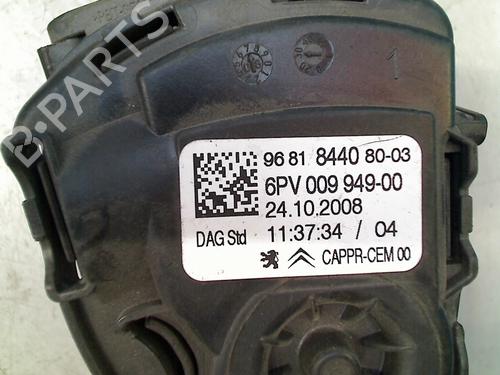 B-PARTS
1
96 81 8440 80-03
6PV 009 949-00
24.10.2008
DAG Std 11:37:34 / 04
CAPPR-CEM 00